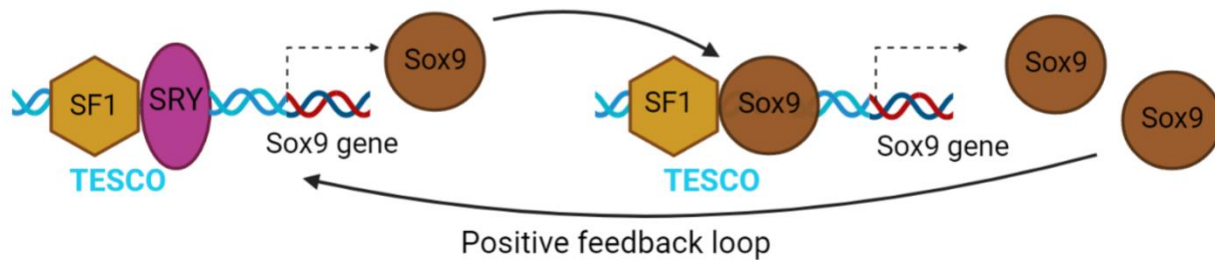 Sox9
SF1
SRY
Sox9 gene
TESCO
SF1
Sox9
Sox9 gene
TESCO
Sox9
Sox9
Positive feedback loop